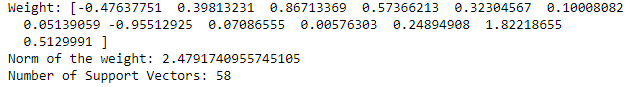 Weight: [-0.47637751 0.39813231 0.86713369 0.57366213 0.32304567 0.10008082
0.05139059 -0.95512925 0.07086555 0.00576303 0.24894908 1.82218655
0.5129991 ]
Norm of the weight: 2.4791740955745105
Number of Support Vectors: 58